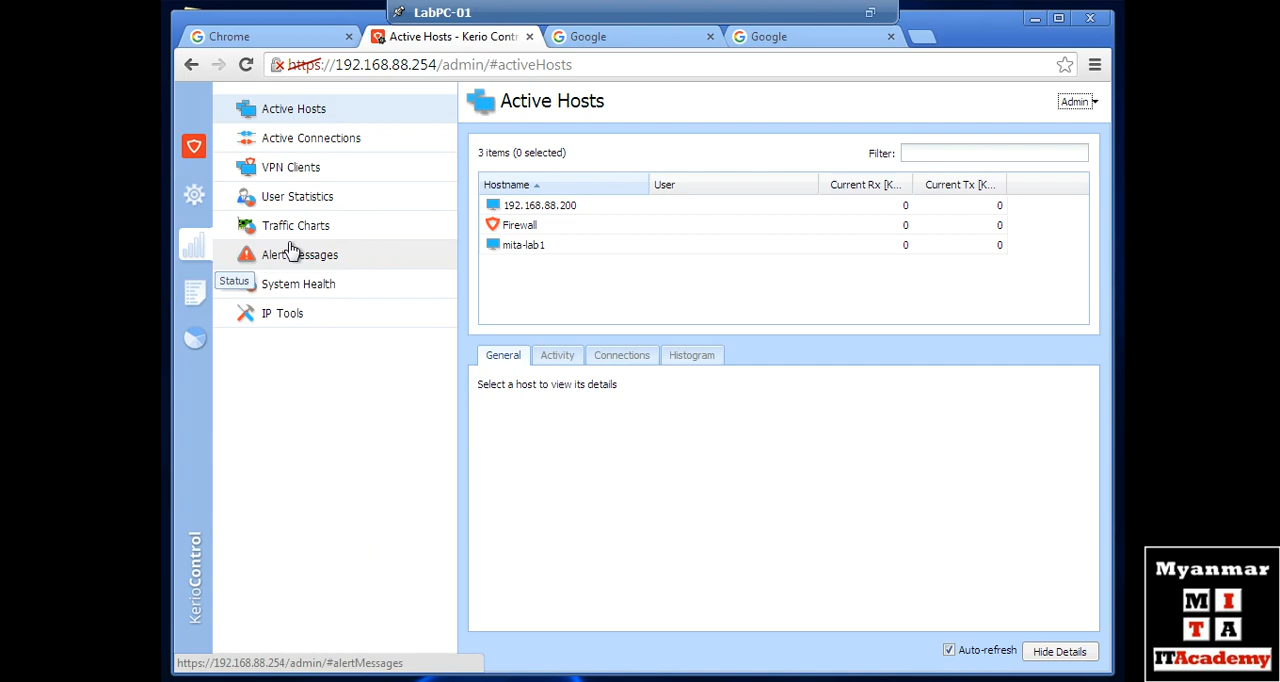 LabPC-01
Chrome
Active Hosts - Kerio Contr
Google
Google
https://192.168.88.254/admin/#activeHosts
Active Hosts
Active Connections
VPN Clients
User Statistics
Traffic Charts
Alert Messages
Status
System Health
IP Tools
KerioControl
Active Hosts
Admin
3 items (0 selected)
Filter:
Hostname User Current Rx [K... Current Tx [K...
192.168.88.200 0 0
Firewall 0 0
mita-lab1 0 0
General Activity Connections Histogram
Select a host to view its details
Auto-refresh Hide Details
https://192.168.88.254/admin/#alertMessages
Myanmar
M I
T A
ITAcademy